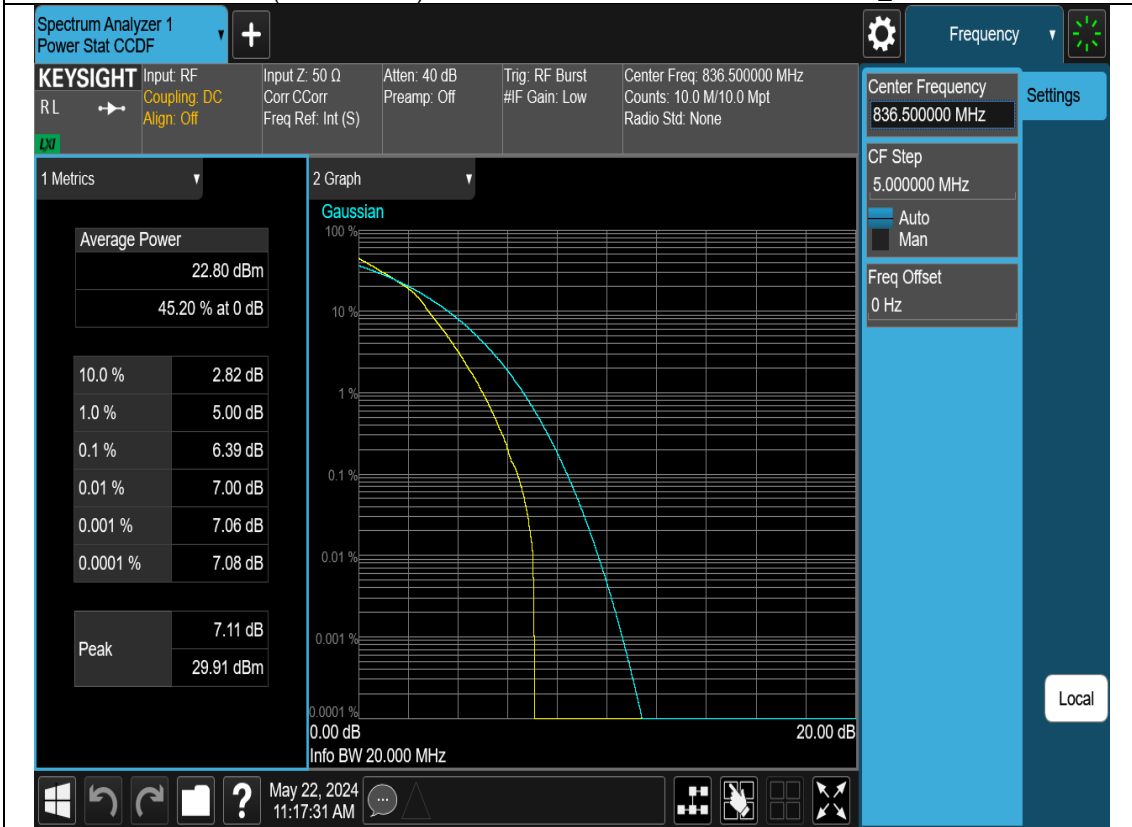 Spectrum Analyzer 1
Power Stat CCDF
Frequency
KEYSIGHT
R L
LXI
Input: RF
Coupling: DC
Align: Off
Input Z: 50 Ω
Corr CCorr
Freq Ref: Int (S)
Atten: 40 dB
Preamp: Off
Trig: RF Burst
#IF Gain: Low
Center Freq: 836.500000 MHz
Counts: 10.0 M/10.0 Mpt
Radio Std: None
Center Frequency
836.500000 MHz
Settings
CF Step
5.000000 MHz
Auto
Man
Freq Offset
0 Hz
Local
1 Metrics
Average Power
22.80 dBm
45.20 % at 0 dB
10.0 % 2.82 dB
1.0 % 5.00 dB
0.1 % 6.39 dB
0.01 % 7.00 dB
0.001 % 7.06 dB
0.0001 % 7.08 dB
Peak
7.11 dB
29.91 dBm
2 Graph
Gaussian
100 %
10 %
1 %
0.1 %
0.01 %
0.001 %
0.0001 %
0.00 dB 20.00 dB
Info BW 20.000 MHz
?
May 22, 2024
11:17:31 AM